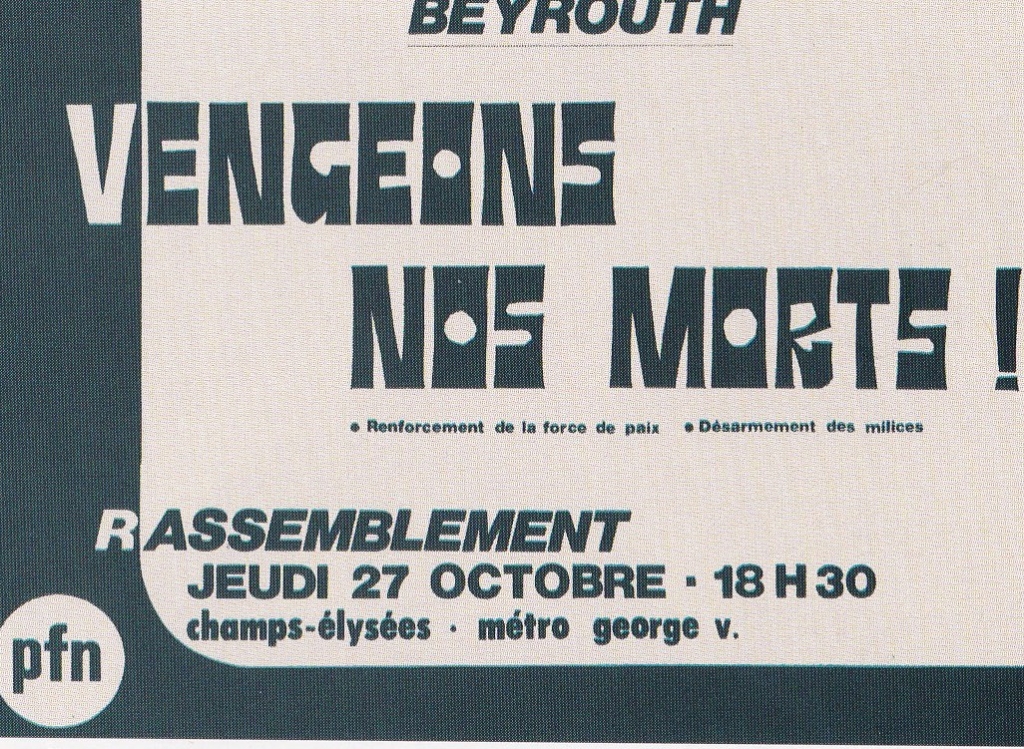 BEYROUTH
VENGEONS
NOS MORTS !
• Renforcement de la force de paix • Désarmement des milices
RASSEMBLEMENT
JEUDI 27 OCTOBRE · 18 H 30
champs-élysées · métro george v.
pfn